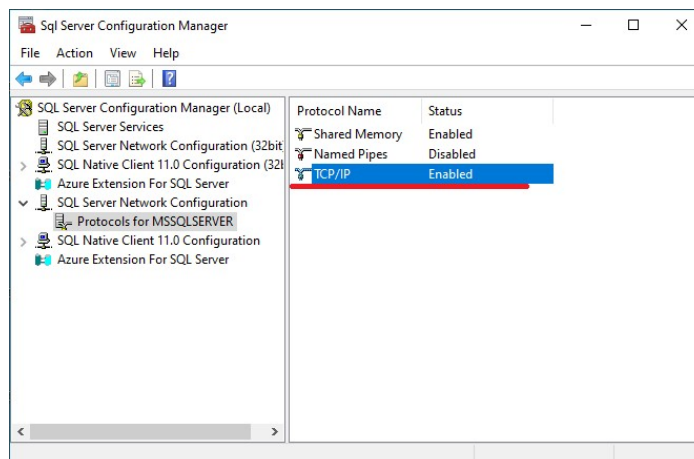 Sql Server Configuration Manager
File Action View Help
SQL Server Configuration Manager (Local)
SQL Server Services
SQL Server Network Configuration (32bit
SQL Native Client 11.0 Configuration (32
Azure Extension For SQL Server
SQL Server Network Configuration
Protocols for MSSQLSERVER
SQL Native Client 11.0 Configuration
Azure Extension For SQL Server
Protocol Name Status
Shared Memory Enabled
Named Pipes Disabled
TCP/IP Enabled